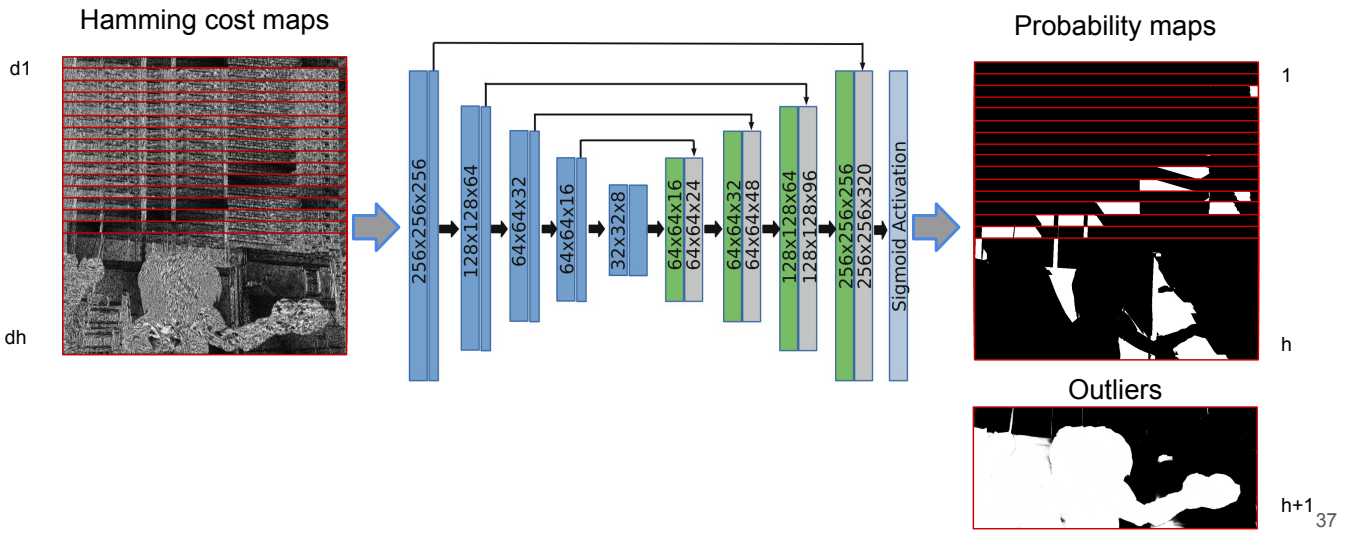 Hamming cost maps
d1
dh
256x256x256
128x128x64
64x64x32
64x64x16
32x32x8
64x64x16
64x64x24
64x64x32
64x64x48
128x128x64
128x128x96
256x256x256
256x256x320
Sigmoid Activation
Probability maps
1
h
Outliers
h+1
37